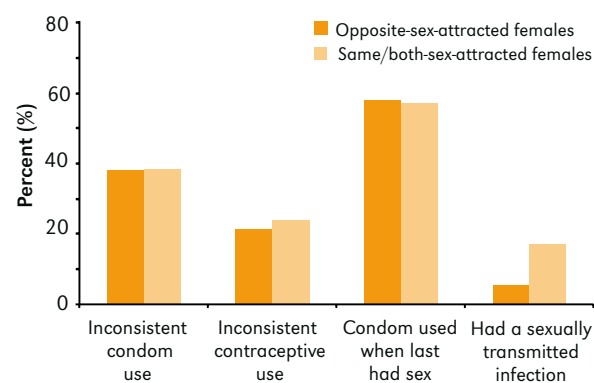 80
60
40
20
0
Percent (%)
Opposite-sex-attracted females
Same/both-sex-attracted females
Inconsistent
condom
use
Inconsistent
contraceptive
use
Condom used
when last
had sex
Had a sexually
transmitted
infection